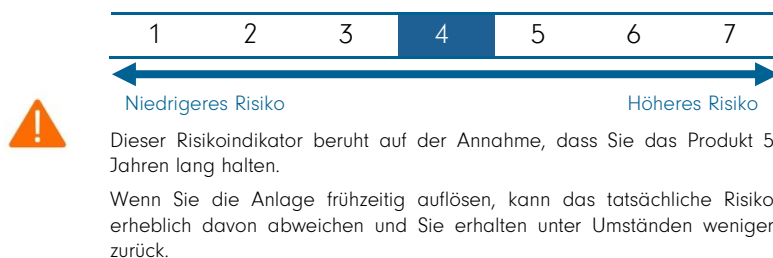 1 2 3 4 5 6 7
Niedrigeres Risiko Höheres Risiko
Dieser Risikoindikator beruht auf der Annahme, dass Sie das Produkt 5
Jahren lang halten.
Wenn Sie die Anlage frühzeitig auflösen, kann das tatsächliche Risiko
erheblich davon abweichen und Sie erhalten unter Umständen weniger
zurück.